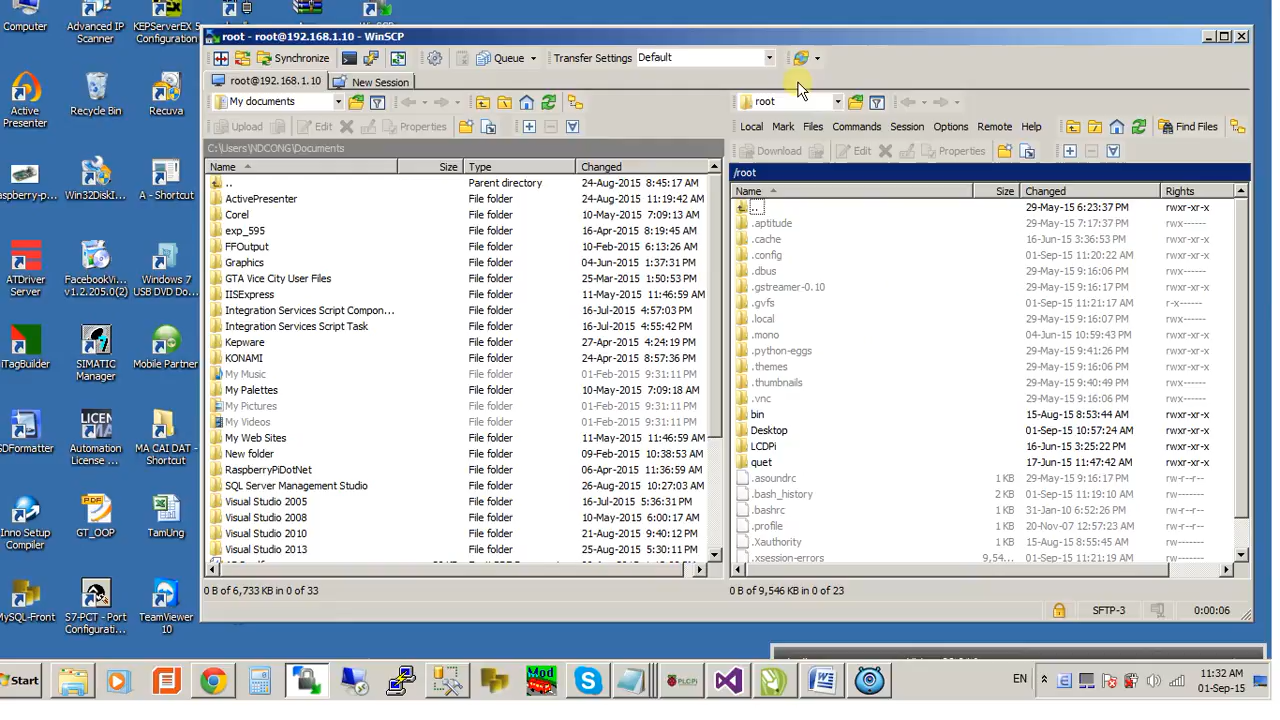 Computer
Advanced IP
Scanner
KEPServerEX 5
Configuration
root - root@192.168.1.10 - WinSCP
Synchronize
Queue
Transfer Settings
Default
root@192.168.1.10
New Session
My documents
root
Upload
Edit
Properties
Local
Mark
Files
Commands
Session
Options
Remote
Help
Find Files
C:\Users\NDCONG\Documents
Download
Edit
Properties
Name
Size
Type
Changed
..
Parent directory
24-Aug-2015 8:45:17 AM
ActivePresenter
File folder
24-Aug-2015 11:19:42 AM
Corel
File folder
10-May-2015 7:09:13 AM
exp_595
File folder
16-Apr-2015 8:19:45 AM
FFOutput
File folder
10-Feb-2015 6:13:26 AM
Graphics
File folder
04-Jun-2015 1:37:31 PM
GTA Vice City User Files
File folder
25-Mar-2015 1:50:53 PM
IISExpress
File folder
11-May-2015 11:46:59 AM
Integration Services Script Compon...
File folder
16-Jul-2015 4:57:03 PM
Integration Services Script Task
File folder
16-Jul-2015 4:55:42 PM
Kepware
File folder
27-Apr-2015 4:24:19 PM
KONAMI
File folder
24-Apr-2015 8:57:36 PM
My Music
File folder
01-Feb-2015 9:31:11 PM
My Palettes
File folder
10-May-2015 7:09:18 AM
My Pictures
File folder
01-Feb-2015 9:31:11 PM
My Videos
File folder
01-Feb-2015 9:31:11 PM
My Web Sites
File folder
11-May-2015 11:46:59 AM
New folder
File folder
09-Feb-2015 10:38:53 AM
RaspberryPiDotNet
File folder
06-Apr-2015 11:36:59 AM
SQL Server Management Studio
File folder
26-Aug-2015 10:27:03 AM
Visual Studio 2005
File folder
16-Jul-2015 5:36:31 PM
Visual Studio 2008
File folder
10-May-2015 6:00:17 AM
Visual Studio 2010
File folder
21-Aug-2015 9:40:12 PM
Visual Studio 2013
File folder
25-Aug-2015 5:30:11 PM
0 B of 6,733 KB in 0 of 33
/root
Name
Size
Changed
Rights
..
29-May-15 6:23:37 PM
rwxr-xr-x
.aptitude
29-May-15 7:17:37 PM
rwx------
.cache
16-Jun-15 3:36:53 PM
rwxr-xr-x
.config
01-Sep-15 11:20:22 AM
rwxr-xr-x
.dbus
29-May-15 9:16:06 PM
rwx------
.gstreamer-0.10
29-May-15 9:16:17 PM
rwxr-xr-x
.gvfs
01-Sep-15 11:21:17 AM
r-x------
.local
29-May-15 9:16:06 PM
rwxr-xr-x
.mono
04-Jun-15 10:59:43 PM
rwxr-xr-x
.python-eggs
29-May-15 9:41:26 PM
rwxr-xr-x
.themes
29-May-15 9:16:06 PM
rwxr-xr-x
.thumbnails
29-May-15 9:40:49 PM
rwx------
.vnc
29-May-15 9:16:06 PM
rwxr-xr-x
bin
15-Aug-15 8:53:44 AM
rwxr-xr-x
Desktop
01-Sep-15 10:57:24 AM
rwxr-xr-x
LCDPi
16-Jun-15 3:25:22 PM
rwxr-xr-x
quet
17-Jun-15 11:47:42 AM
rwxr-xr-x
.asoundrc
1 KB
29-May-15 9:16:17 PM
rw-r--r--
.bash_history
2 KB
01-Sep-15 11:19:10 AM
rw-------
.bashrc
1 KB
31-Jan-10 6:52:26 PM
rw-r--r--
.profile
1 KB
20-Nov-07 12:57:23 AM
rw-r--r--
.Xauthority
1 KB
15-Aug-15 8:55:45 AM
rw-------
.xsession-errors
9,54...
01-Sep-15 11:21:19 AM
rw-------
0 B of 9,546 KB in 0 of 23
SFTP-3
0:00:06
Active
Presenter
Recycle Bin
Recuva
aspberry-p...
Win32DiskI...
A - Shortcut
ATDriver
Server
FacebookVi...
v1.2.205.0(2)
Windows 7
USB DVD Do...
iTagBuilder
SIMATIC
Manager
Mobile Partner
SDFormatter
LICEN
Automation
License ...
MA CAI DAT -
Shortcut
Inno Setup
Compiler
PDF
GT_OOP
TamUng
MySQL-Front
S7-PCT - Port
Configurati...
TeamViewer
10
Start
Mod
PLCPi
EN
11:32 AM
01-Sep-15